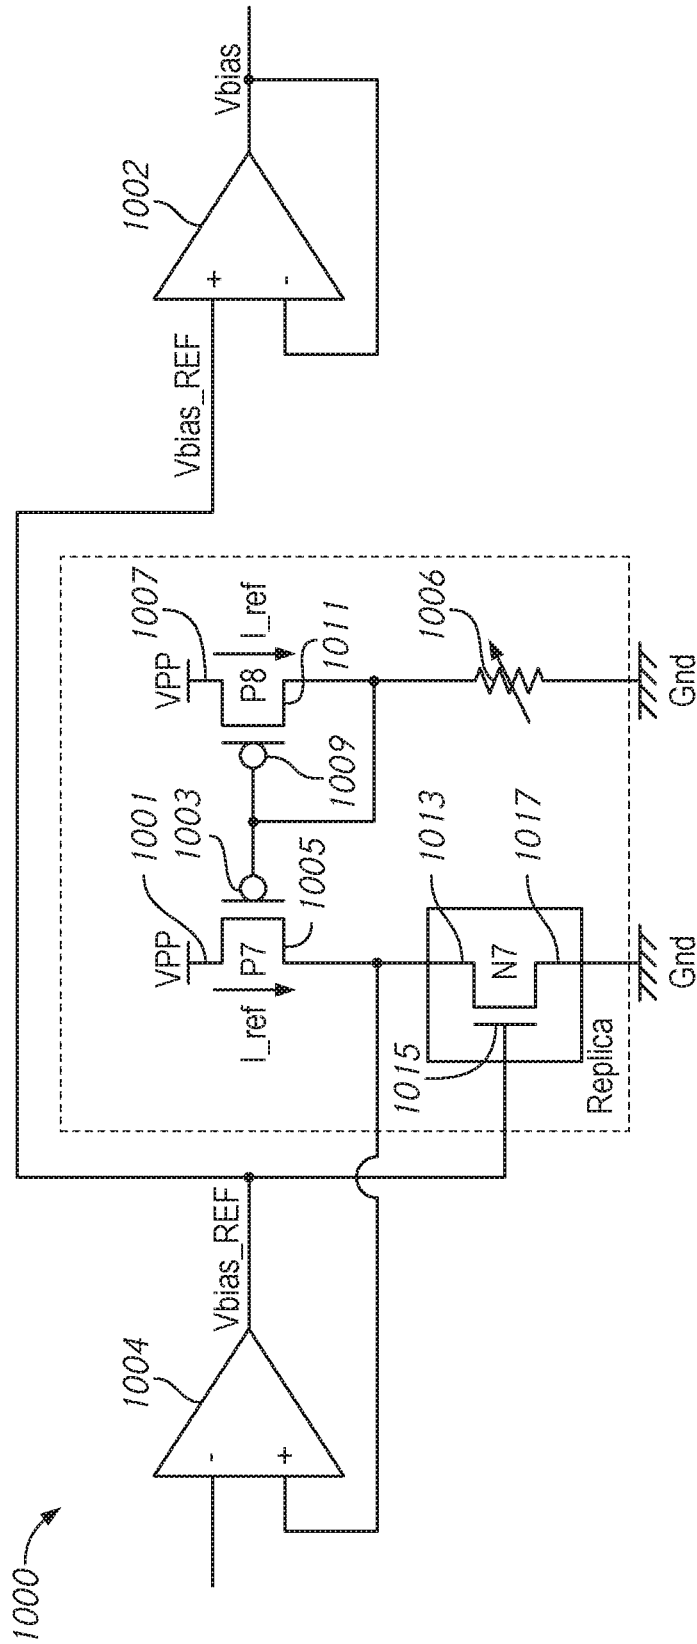 1000
1004
-
+
Vbias_REF
VPP
1001
1003
I_ref
P7
1005
VPP
1007
P8
I_ref
1009
1011
1015
1013
N7
1017
Replica
Gnd
1006
Gnd
Vbias_REF
1002
+
-
Vbias